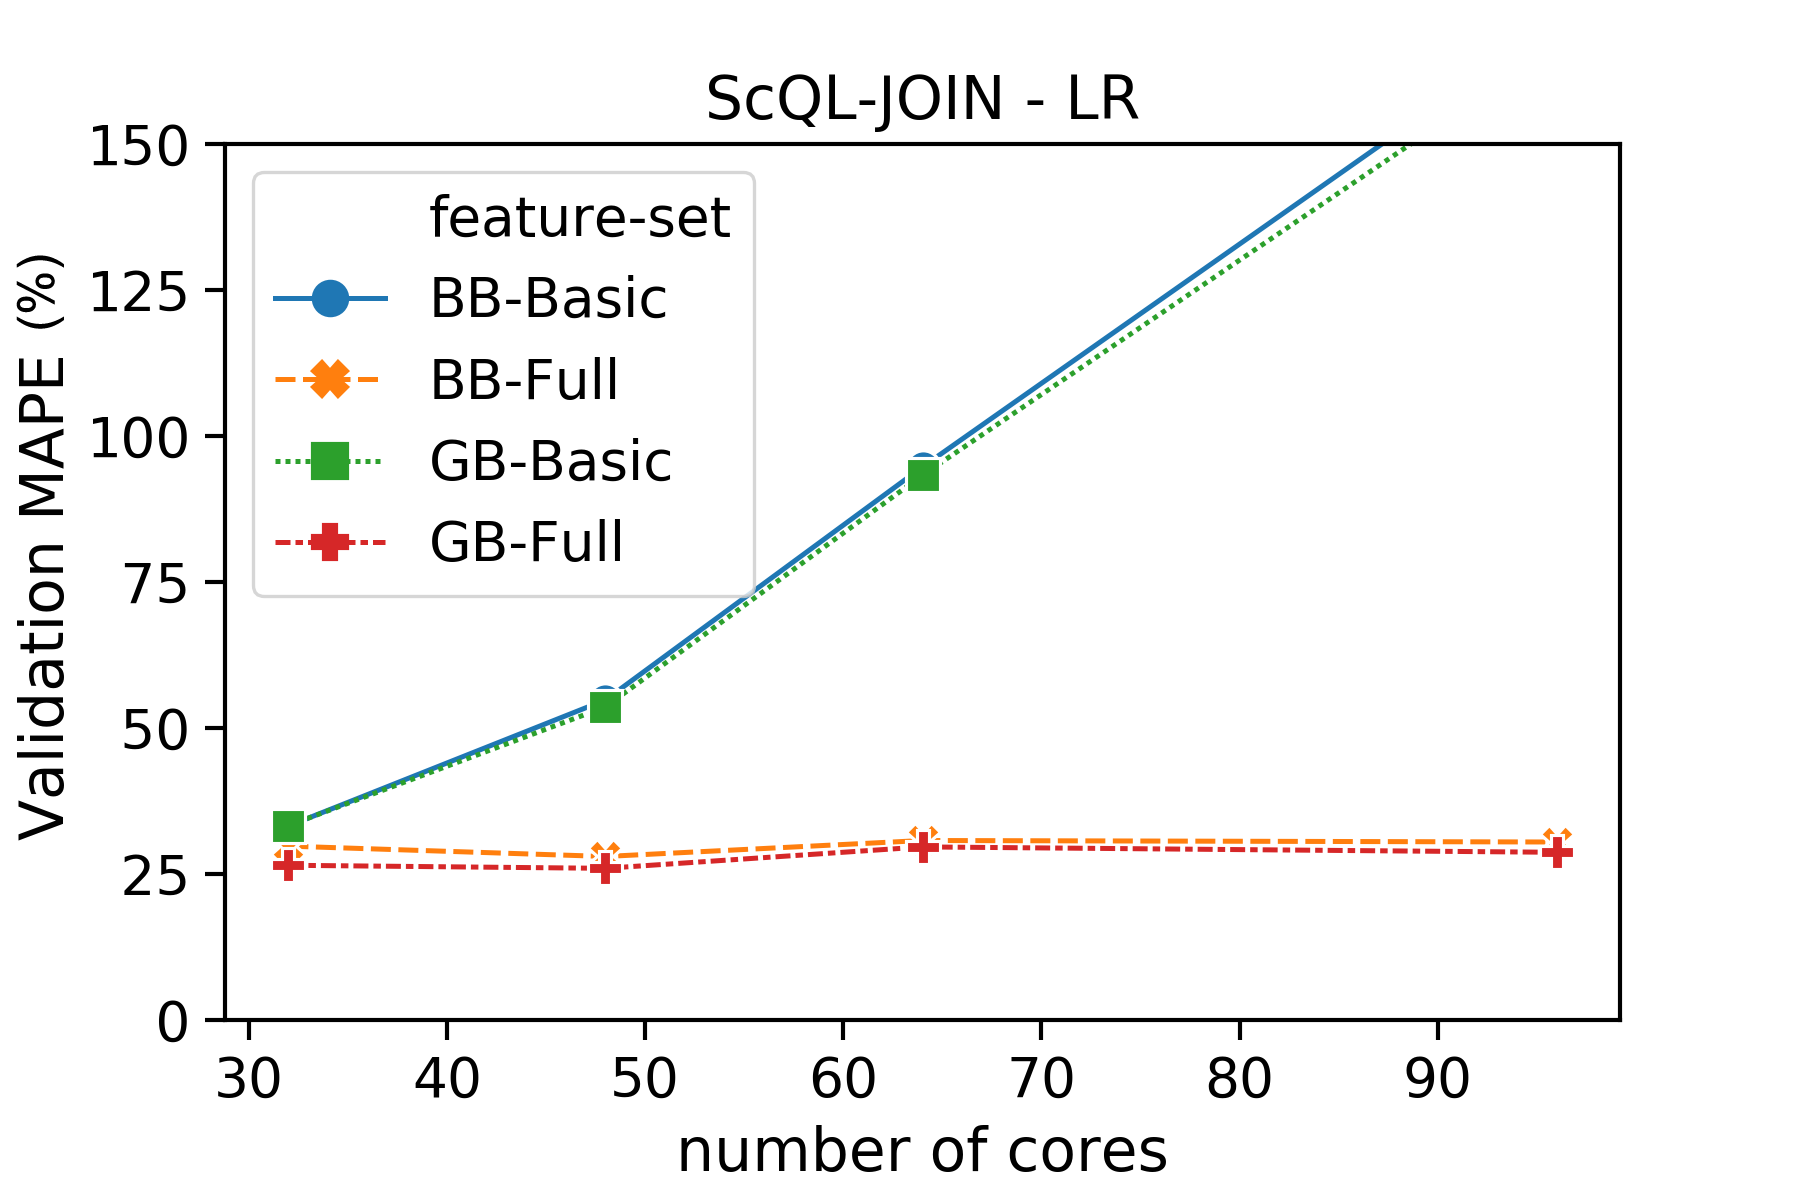 ScQL-JOIN - LR
Validation MAPE (%)
150
125
100
75
50
25
0
feature-set
BB-Basic
BB-Full
GB-Basic
GB-Full
30 40 50 60 70 80 90
number of cores